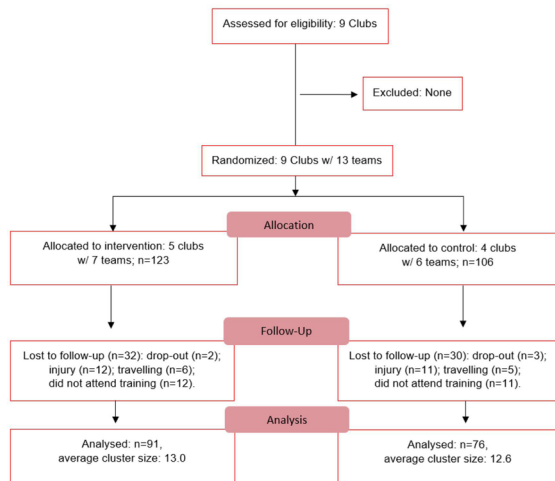 Assessed for eligibility: 9 Clubs
Excluded: None
Randomized: 9 Clubs w/ 13 teams
Allocation
Allocated to intervention: 5 clubs
w/ 7 teams; n=123
Allocated to control: 4 clubs
w/ 6 teams; n=106
Follow-Up
Lost to follow-up (n=32): drop-out (n=2);
injury (n=12); travelling (n=6);
did not attend training (n=12).
Lost to follow-up (n=30): drop-out (n=3);
injury (n=11); travelling (n=5);
did not attend training (n=11).
Analysis
Analysed: n=91,
average cluster size: 13.0
Analysed: n=76,
average cluster size: 12.6